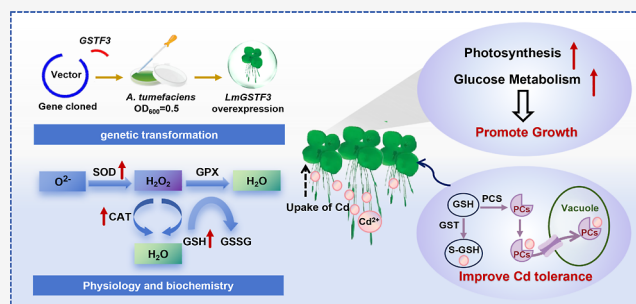 GSTF3
Vector
Gene cloned
A. tumefaciens
OD600=0.5
LmGSTF3
overexpression
genetic transformation
O2-
SOD
H2O2
GPX
H2O
CAT
H2O
GSH
GSSG
Physiology and biochemistry
Upake of Cd
Cd2+
Photosynthesis
Glucose Metabolism
Promote Growth
GSH
PCS
PCs
GST
S-GSH
PCs
Vacuole
PCs
Improve Cd tolerance